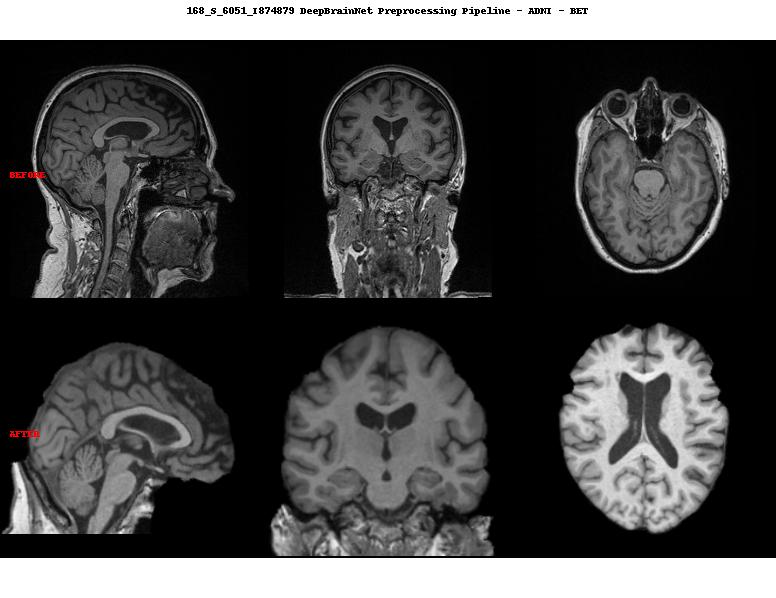 168_S_6051_I874879 DeepBrainNet Preprocessing Pipeline - ADNI - BET
BEFORE
AFTER